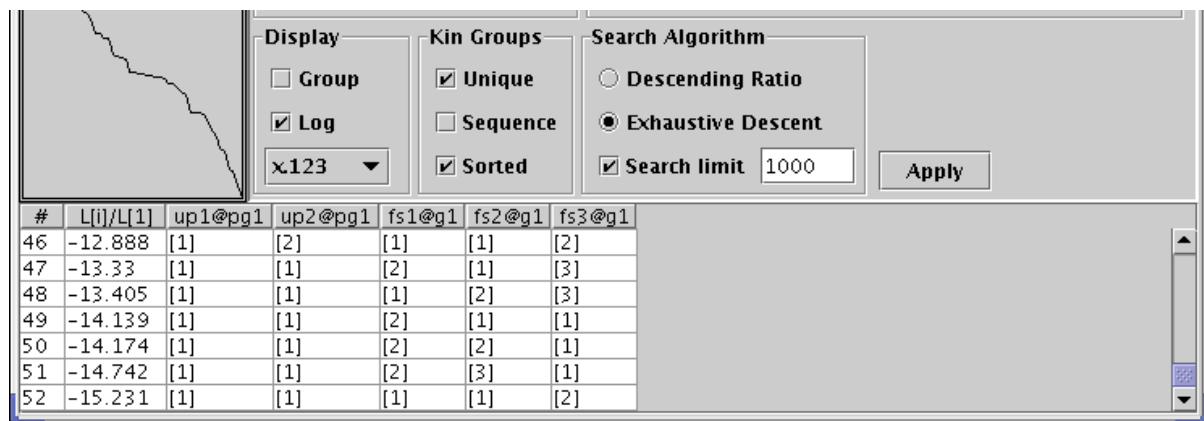 Display Kin Groups Search Algorithm
Group Unique Descending Ratio
Log Sequence Exhaustive Descent
x.123 Sorted Search limit 1000 Apply
# L[i]/L[1] up1@pg1 up2@pg1 fs1@g1 fs2@g1 fs3@g1
46 -12.888 [1] [2] [1] [1] [2]
47 -13.33 [1] [1] [2] [1] [3]
48 -13.405 [1] [1] [1] [2] [3]
49 -14.139 [1] [1] [2] [1] [1]
50 -14.174 [1] [1] [2] [2] [1]
51 -14.742 [1] [1] [2] [3] [1]
52 -15.231 [1] [1] [1] [1] [2]